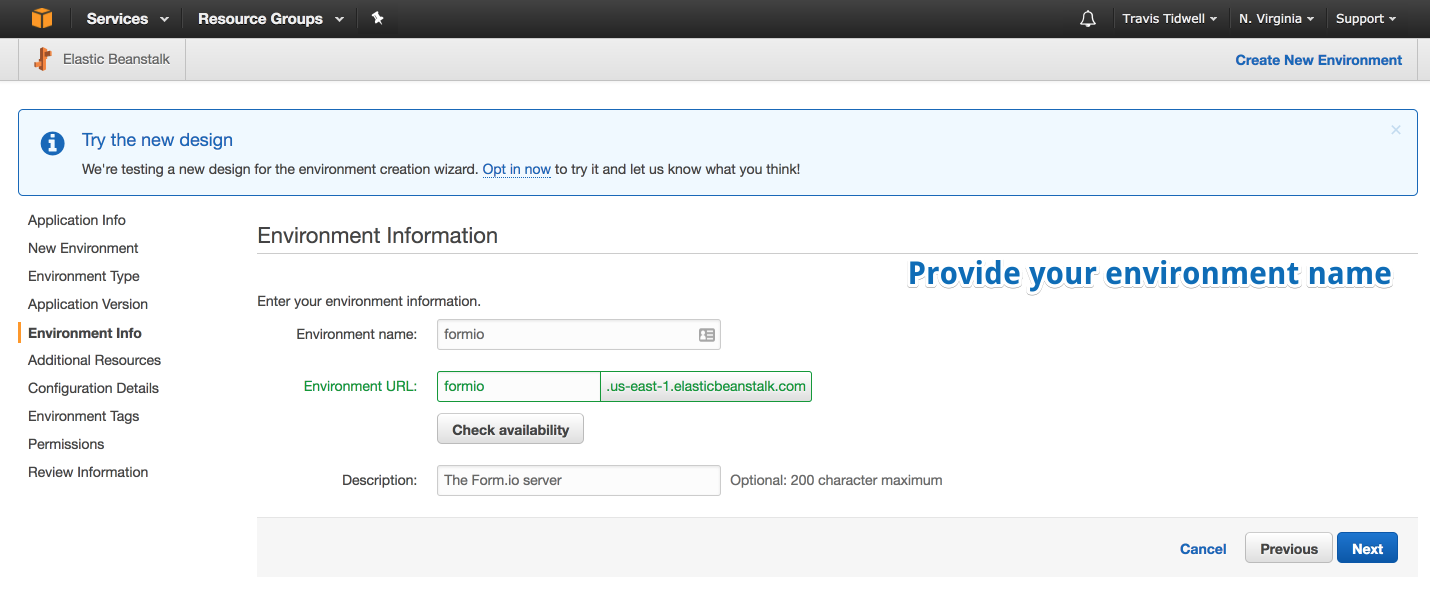 Services Resource Groups Travis Tidwell N. Virginia Support
Elastic Beanstalk Create New Environment
Try the new design
We're testing a new design for the environment creation wizard. Opt in now to try it and let us know what you think!
Application Info
New Environment
Environment Type
Application Version
Environment Info
Additional Resources
Configuration Details
Environment Tags
Permissions
Review Information
Environment Information
Provide your environment name
Enter your environment information.
Environment name: formio
Environment URL: formio .us-east-1.elasticbeanstalk.com
Check availability
Description: The Form.io server Optional: 200 character maximum
Cancel Previous Next